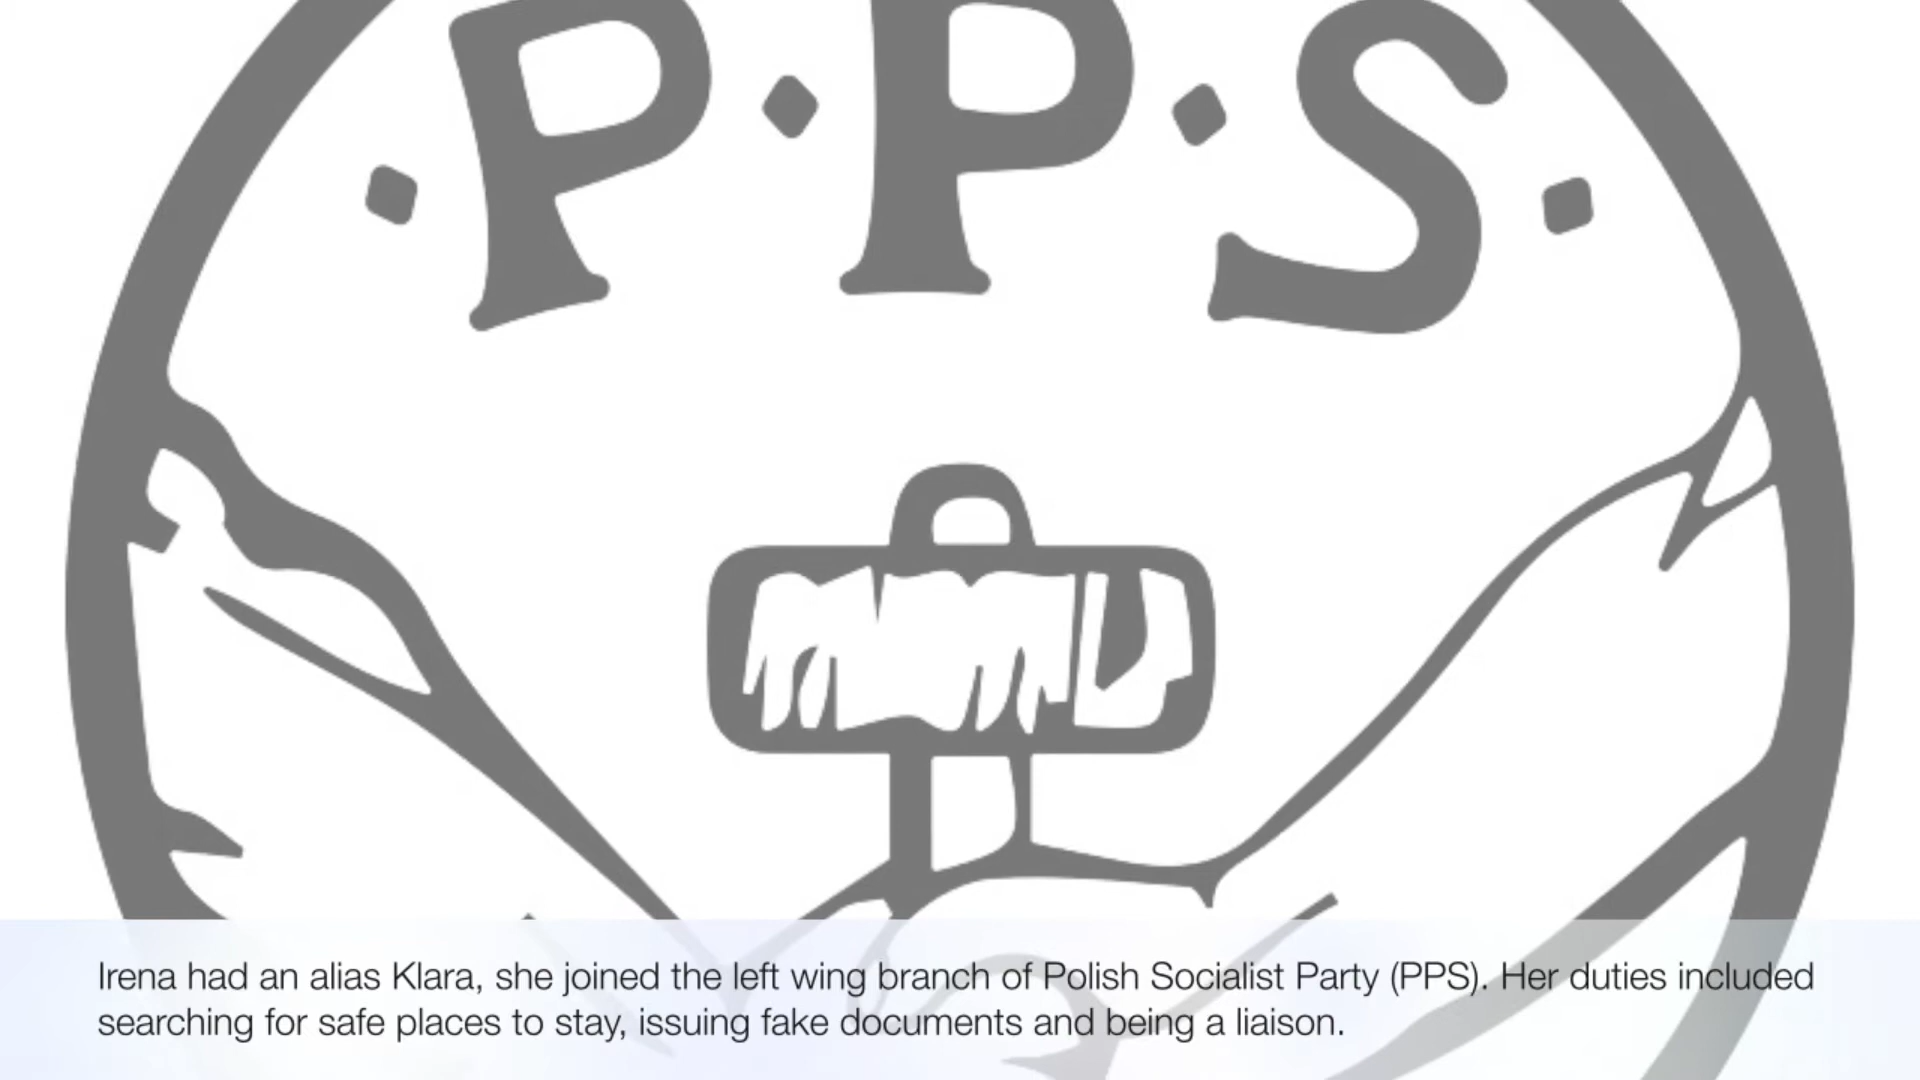 P·P·S
Irena had an alias Klara, she joined the left wing branch of Polish Socialist Party (PPS). Her duties included
searching for safe places to stay, issuing fake documents and being a liaison.